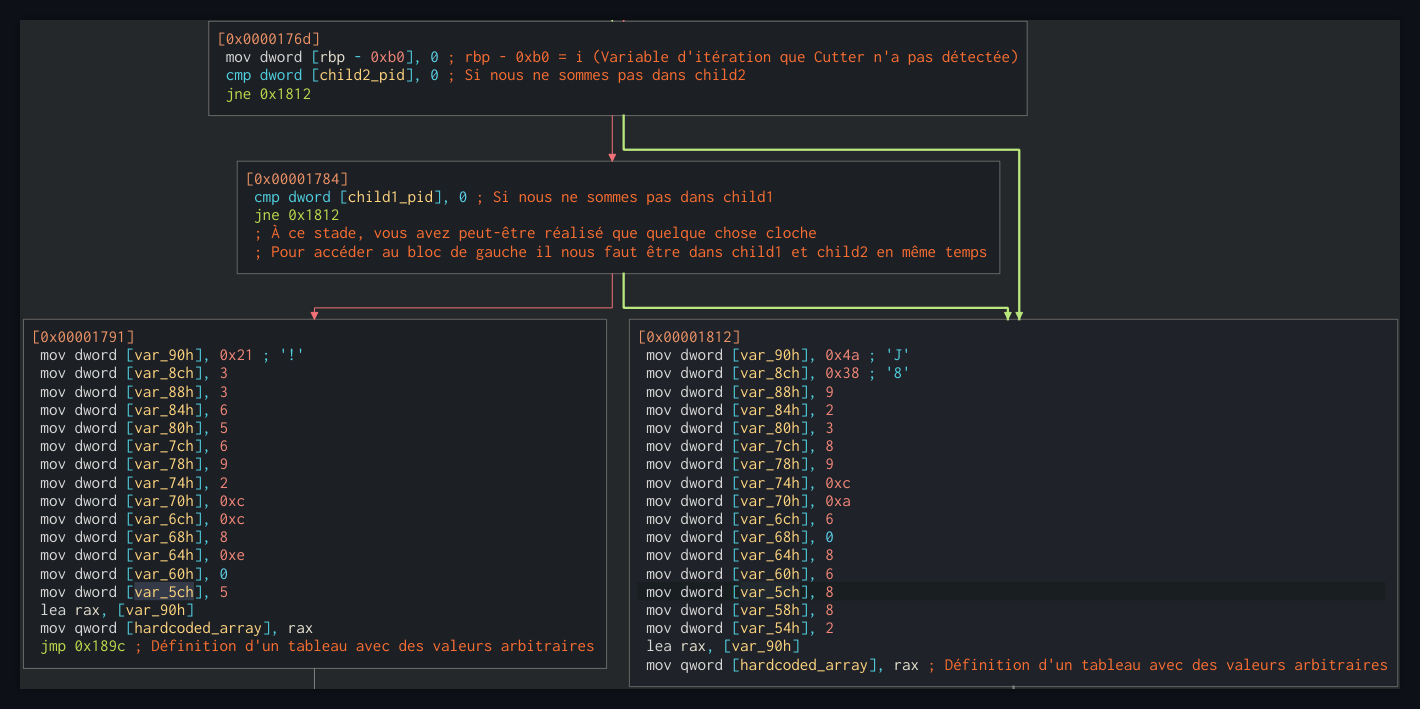 [0x0000176d]
mov dword [rbp - 0xb0], 0 ; rbp - 0xb0 = i (Variable d'itération que Cutter n'a pas détectée)
cmp dword [child2_pid], 0 ; Si nous ne sommes pas dans child2
jne 0x1812
[0x00001784]
cmp dword [child1_pid], 0 ; Si nous ne sommes pas dans child1
jne 0x1812
; À ce stade, vous avez peut-être réalisé que quelque chose cloche
; Pour accéder au bloc de gauche il nous faut être dans child1 et child2 en même temps
[0x00001791]
mov dword [var_90h], 0x21 ; '!'
mov dword [var_8ch], 3
mov dword [var_88h], 3
mov dword [var_84h], 6
mov dword [var_80h], 5
mov dword [var_7ch], 6
mov dword [var_78h], 9
mov dword [var_74h], 2
mov dword [var_70h], 0xc
mov dword [var_6ch], 0xc
mov dword [var_68h], 8
mov dword [var_64h], 0xe
mov dword [var_60h], 0
mov dword [var_5ch], 5
lea rax, [var_90h]
mov qword [hardcoded_array], rax
jmp 0x189c ; Définition d'un tableau avec des valeurs arbitraires
[0x00001812]
mov dword [var_90h], 0x4a ; 'J'
mov dword [var_8ch], 0x38 ; '8'
mov dword [var_88h], 9
mov dword [var_84h], 2
mov dword [var_80h], 3
mov dword [var_7ch], 8
mov dword [var_78h], 9
mov dword [var_74h], 0xc
mov dword [var_70h], 0xa
mov dword [var_6ch], 6
mov dword [var_68h], 0
mov dword [var_64h], 8
mov dword [var_60h], 6
mov dword [var_5ch], 8
mov dword [var_58h], 8
mov dword [var_54h], 2
lea rax, [var_90h]
mov qword [hardcoded_array], rax ; Définition d'un tableau avec des valeurs arbitraires